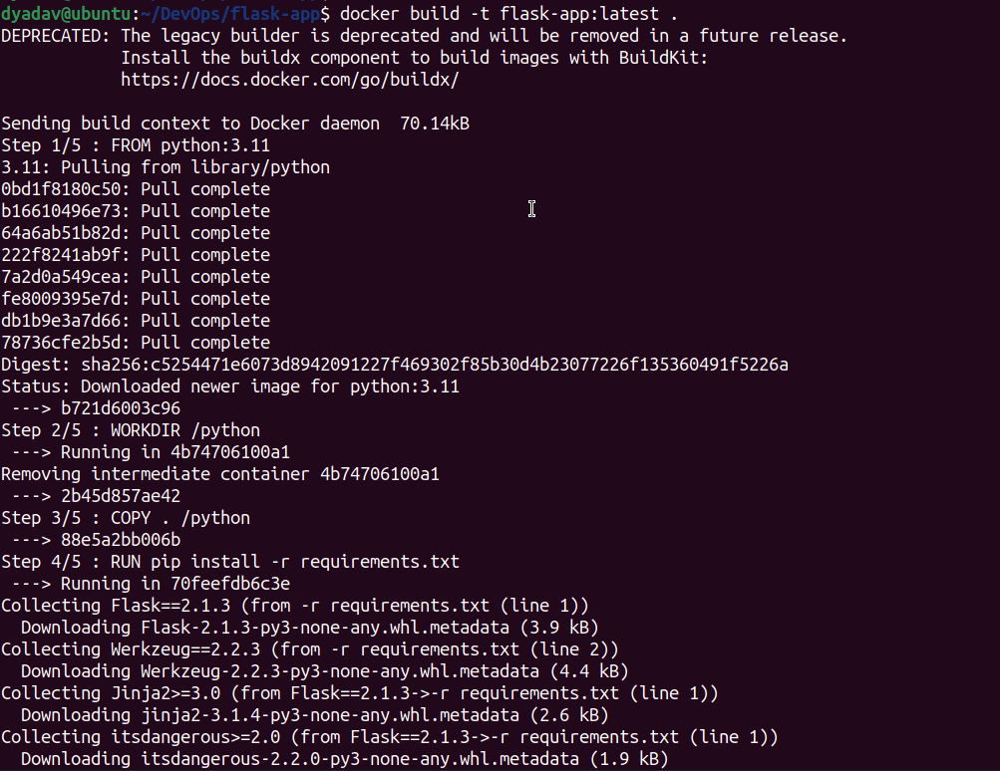 dyadav@ubuntu:~/DevOps/flask-app$ docker build -t flask-app:latest .
DEPRECATED: The legacy builder is deprecated and will be removed in a future release.
            Install the buildx component to build images with BuildKit:
            https://docs.docker.com/go/buildx/

Sending build context to Docker daemon  70.14kB
Step 1/5 : FROM python:3.11
3.11: Pulling from library/python
0bd1f8180c50: Pull complete
b16610496e73: Pull complete
64a6ab51b82d: Pull complete
222f8241ab9f: Pull complete
7a2d0a549cea: Pull complete
fe8009395e7d: Pull complete
db1b9e3a7d66: Pull complete
78736cfe2b5d: Pull complete
Digest: sha256:c5254471e6073d8942091227f469302f85b30d4b23077226f135360491f5226a
Status: Downloaded newer image for python:3.11
 ---> b721d6003c96
Step 2/5 : WORKDIR /python
 ---> Running in 4b74706100a1
Removing intermediate container 4b74706100a1
 ---> 2b45d857ae42
Step 3/5 : COPY . /python
 ---> 88e5a2bb006b
Step 4/5 : RUN pip install -r requirements.txt
 ---> Running in 70feefdb6c3e
Collecting Flask==2.1.3 (from -r requirements.txt (line 1))
  Downloading Flask-2.1.3-py3-none-any.whl.metadata (3.9 kB)
Collecting Werkzeug==2.2.3 (from -r requirements.txt (line 2))
  Downloading Werkzeug-2.2.3-py3-none-any.whl.metadata (4.4 kB)
Collecting Jinja2>=3.0 (from Flask==2.1.3->-r requirements.txt (line 1))
  Downloading jinja2-3.1.4-py3-none-any.whl.metadata (2.6 kB)
Collecting itsdangerous>=2.0 (from Flask==2.1.3->-r requirements.txt (line 1))
  Downloading itsdangerous-2.2.0-py3-none-any.whl.metadata (1.9 kB)